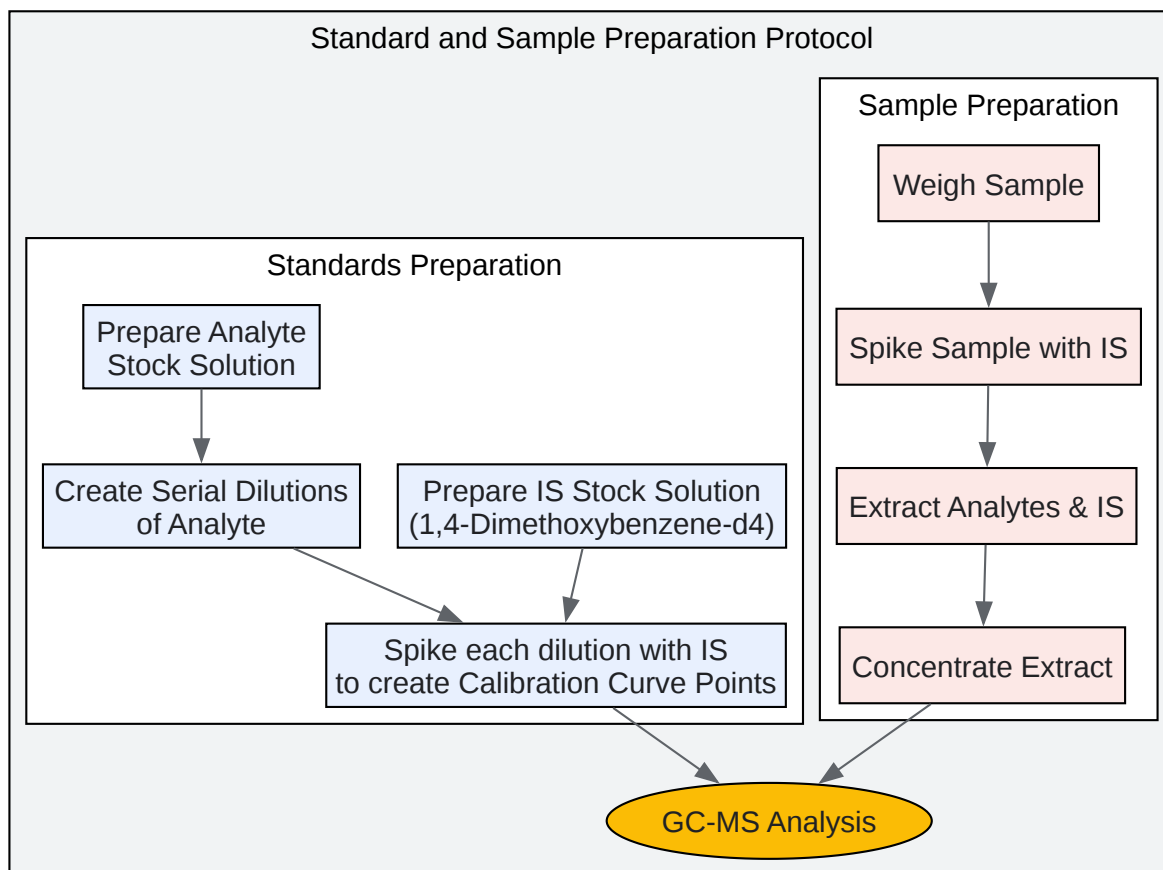 Standard and Sample Preparation Protocol
Standards Preparation
Prepare Analyte
Stock Solution
Create Serial Dilutions
of Analyte
Prepare IS Stock Solution
(1,4-Dimethoxybenzene-d4)
Spike each dilution with IS
to create Calibration Curve Points
Sample Preparation
Weigh Sample
Spike Sample with IS
Extract Analytes & IS
Concentrate Extract
GC-MS Analysis